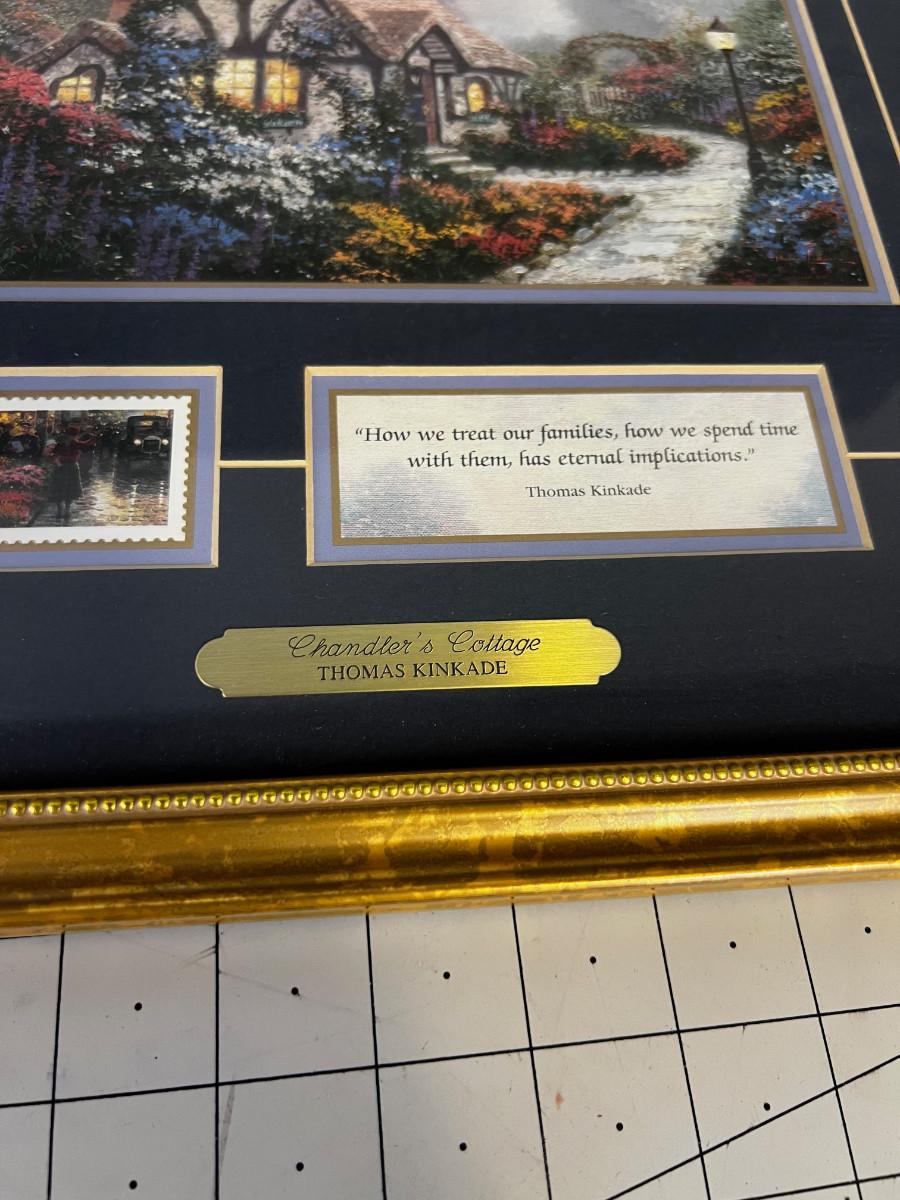 “How we treat our families, how we spend time
with them, has eternal implications.”
Thomas Kinkade
Chandler's Cottage
THOMAS KINKADE